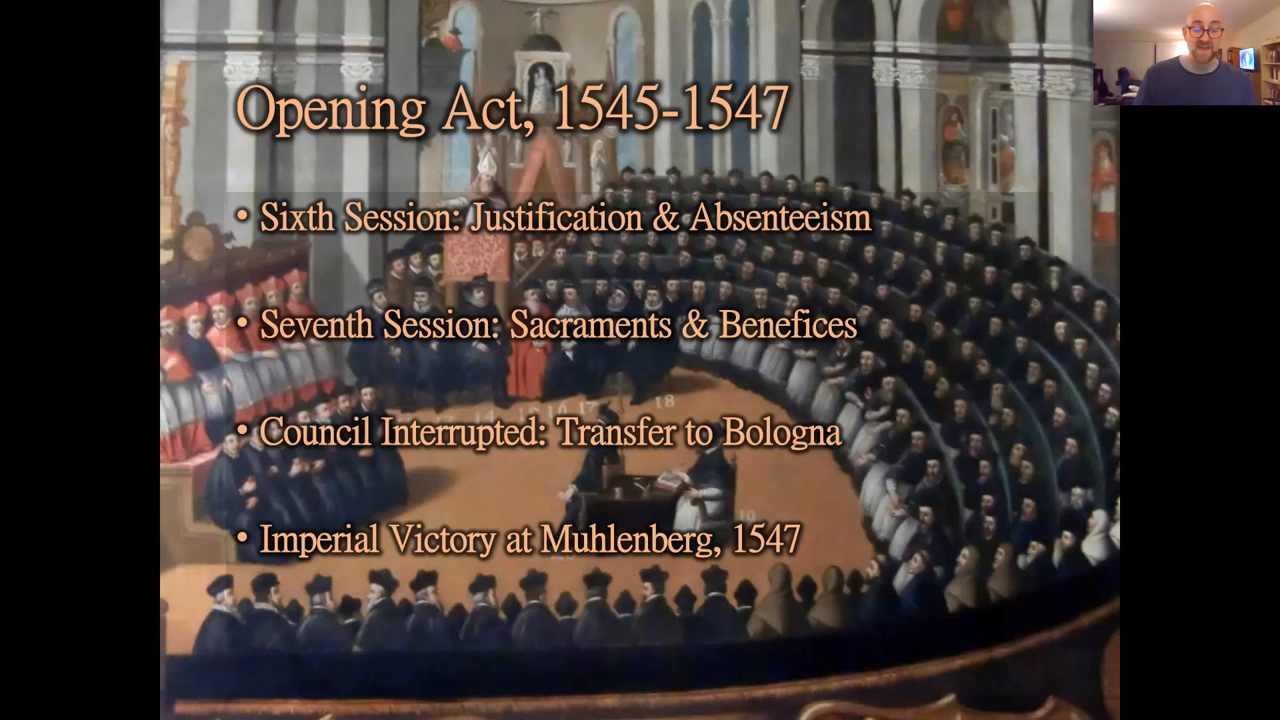 Opening Act, 1545-1547
• Sixth Session: Justification & Absenteeism
• Seventh Session: Sacraments & Benefices
• Council Interrupted: Transfer to Bologna
• Imperial Victory at Muhlenberg, 1547
18